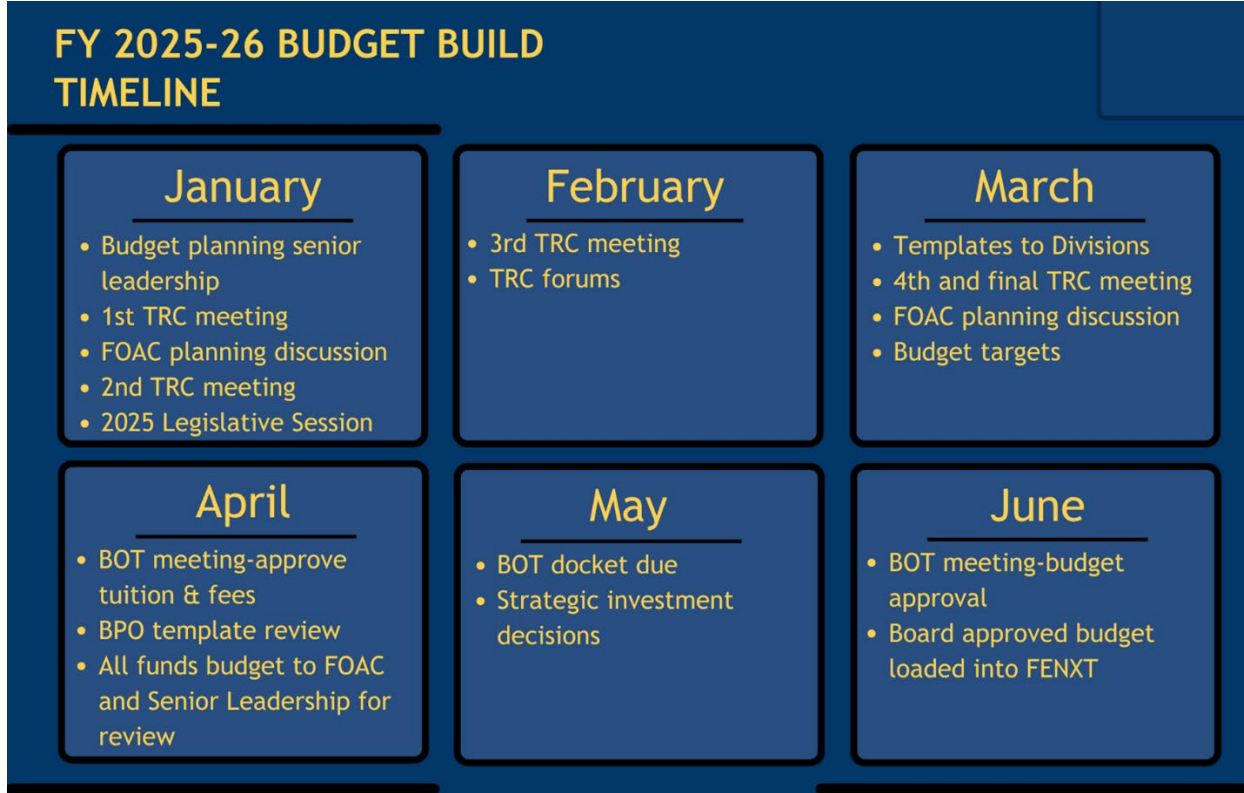 FY 2025-26 BUDGET BUILD
TIMELINE
January
• Budget planning senior
leadership
• 1st TRC meeting
• FOAC planning discussion
• 2nd TRC meeting
• 2025 Legislative Session
February
• 3rd TRC meeting
• TRC forums
March
• Templates to Divisions
• 4th and final TRC meeting
• FOAC planning discussion
• Budget targets
April
• BOT meeting-approve
tuition & fees
• BPO template review
• All funds budget to FOAC
and Senior Leadership for
review
May
• BOT docket due
• Strategic investment
decisions
June
• BOT meeting-budget
approval
• Board approved budget
loaded into FENXT